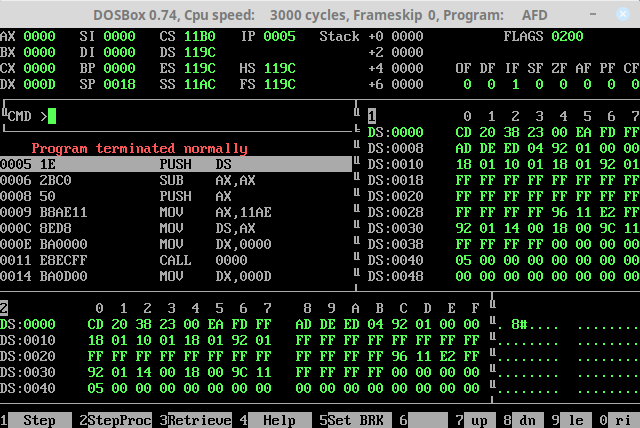 DOSBox 0.74, Cpu speed: 3000 cycles, Frameskip 0, Program: AFD
AX 0000 SI 0000 CS 11B0 IP 0005 Stack +0 0000 FLAGS 0200
BX 0000 DI 0000 DS 119C +2 0000
CX 0000 BP 0000 ES 119C HS 119C +4 0000 OF DF IF SF ZF AF PF CF
DX 000D SP 0018 SS 11AC FS 119C +6 0000 0 0 1 0 0 0 0 0
CMD >
1 0 1 2 3 4 5 6 7
DS:0000 CD 20 38 23 00 EA FD FF
Program terminated normally
DS:0008 AD DE ED 04 92 01 00 00
0005 1E PUSH DS
DS:0010 18 01 10 01 18 01 92 01
0006 2BC0 SUB AX,AX
DS:0018 FF FF FF FF FF FF FF FF
0008 50 PUSH AX
DS:0020 FF FF FF FF FF FF FF FF
0009 B8AE11 MOV AX,11AE
DS:0028 FF FF FF FF 96 11 E2 FF
000C 8ED8 MOV DS,AX
DS:0030 92 01 14 00 18 00 9C 11
000E BA0000 MOV DX,0000
DS:0038 FF FF FF FF 00 00 00 00
0011 E8ECFF CALL 0000
DS:0040 05 00 00 00 00 00 00 00
0014 BA0D00 MOV DX,000D
DS:0048 00 00 00 00 00 00 00 00
2 0 1 2 3 4 5 6 7 8 9 A B C D E F
DS:0000 CD 20 38 23 00 EA FD FF AD DE ED 04 92 01 00 00 . 8#.... ........
DS:0010 18 01 10 01 18 01 92 01 FF FF FF FF FF FF FF FF ........ ........
DS:0020 FF FF FF FF FF FF FF FF FF FF FF FF 96 11 E2 FF ........ ........
DS:0030 92 01 14 00 18 00 9C 11 FF FF FF FF 00 00 00 00 ........ ........
DS:0040 05 00 00 00 00 00 00 00 00 00 00 00 00 00 00 00 ........ ........
1 Step 2 StepProc 3 Retrieve 4 Help 5 Set BRK 6 7 up 8 dn 9 le 0 ri